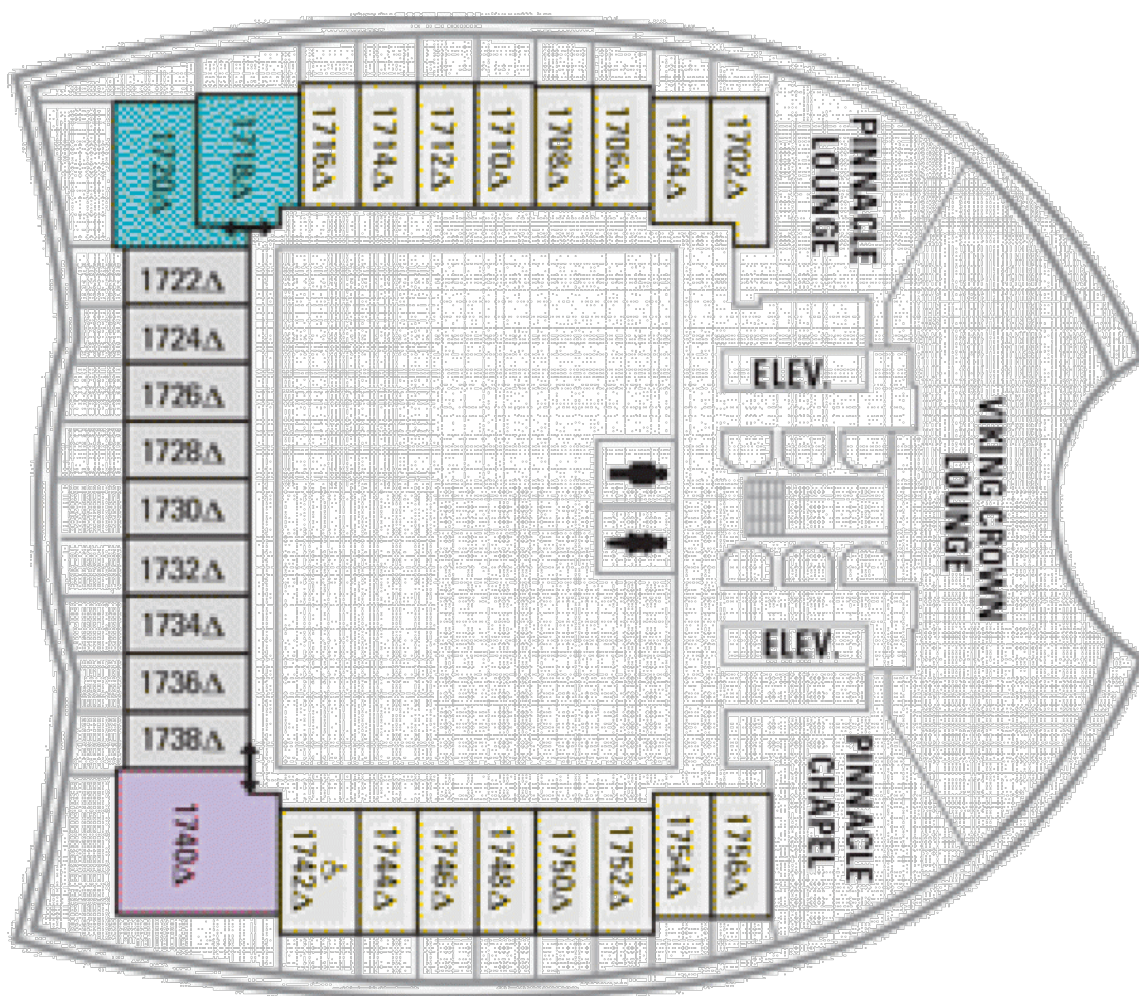 1720Δ
1718Δ
1716Δ
1714Δ
1712Δ
1710Δ
1708Δ
1706Δ
1704Δ
1702Δ
PINNACLE
LOUNGE
1722Δ
1724Δ
1726Δ
1728Δ
1730Δ
1732Δ
1734Δ
1736Δ
1738Δ
ELEV.
VIKING CROWN
LOUNGE
ELEV.
1740Δ
1742Δ
1744Δ
1746Δ
1748Δ
1750Δ
1752Δ
1754Δ
1756Δ
PINNACLE
CHAPEL